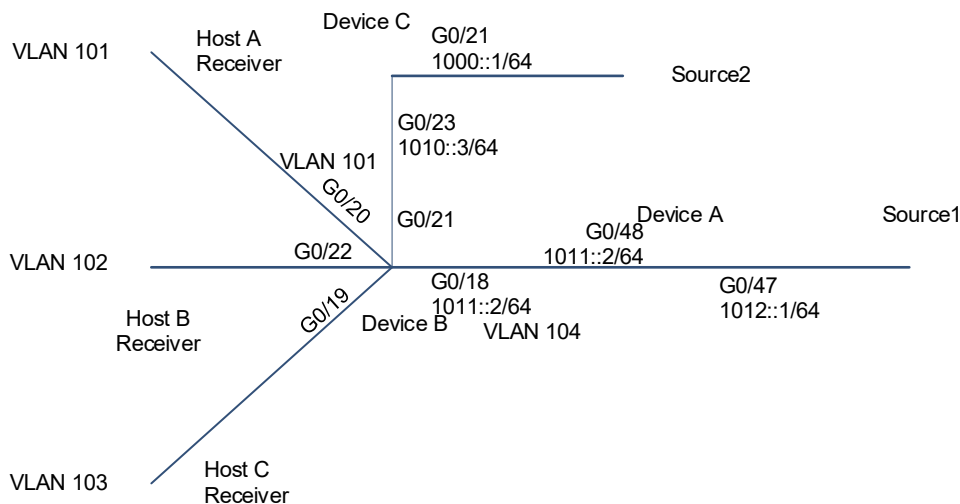 Device C
Host A
Receiver
VLAN 101
G0/21
1000::1/64
Source2
G0/23
1010::3/64
VLAN 101
G0/20
G0/21
Device A
Source1
G0/48
1011::2/64
G0/22
VLAN 102
G0/18
1011::2/64
G0/47
1012::1/64
G0/19
Device B
VLAN 104
Host B
Receiver
Host C
Receiver
VLAN 103